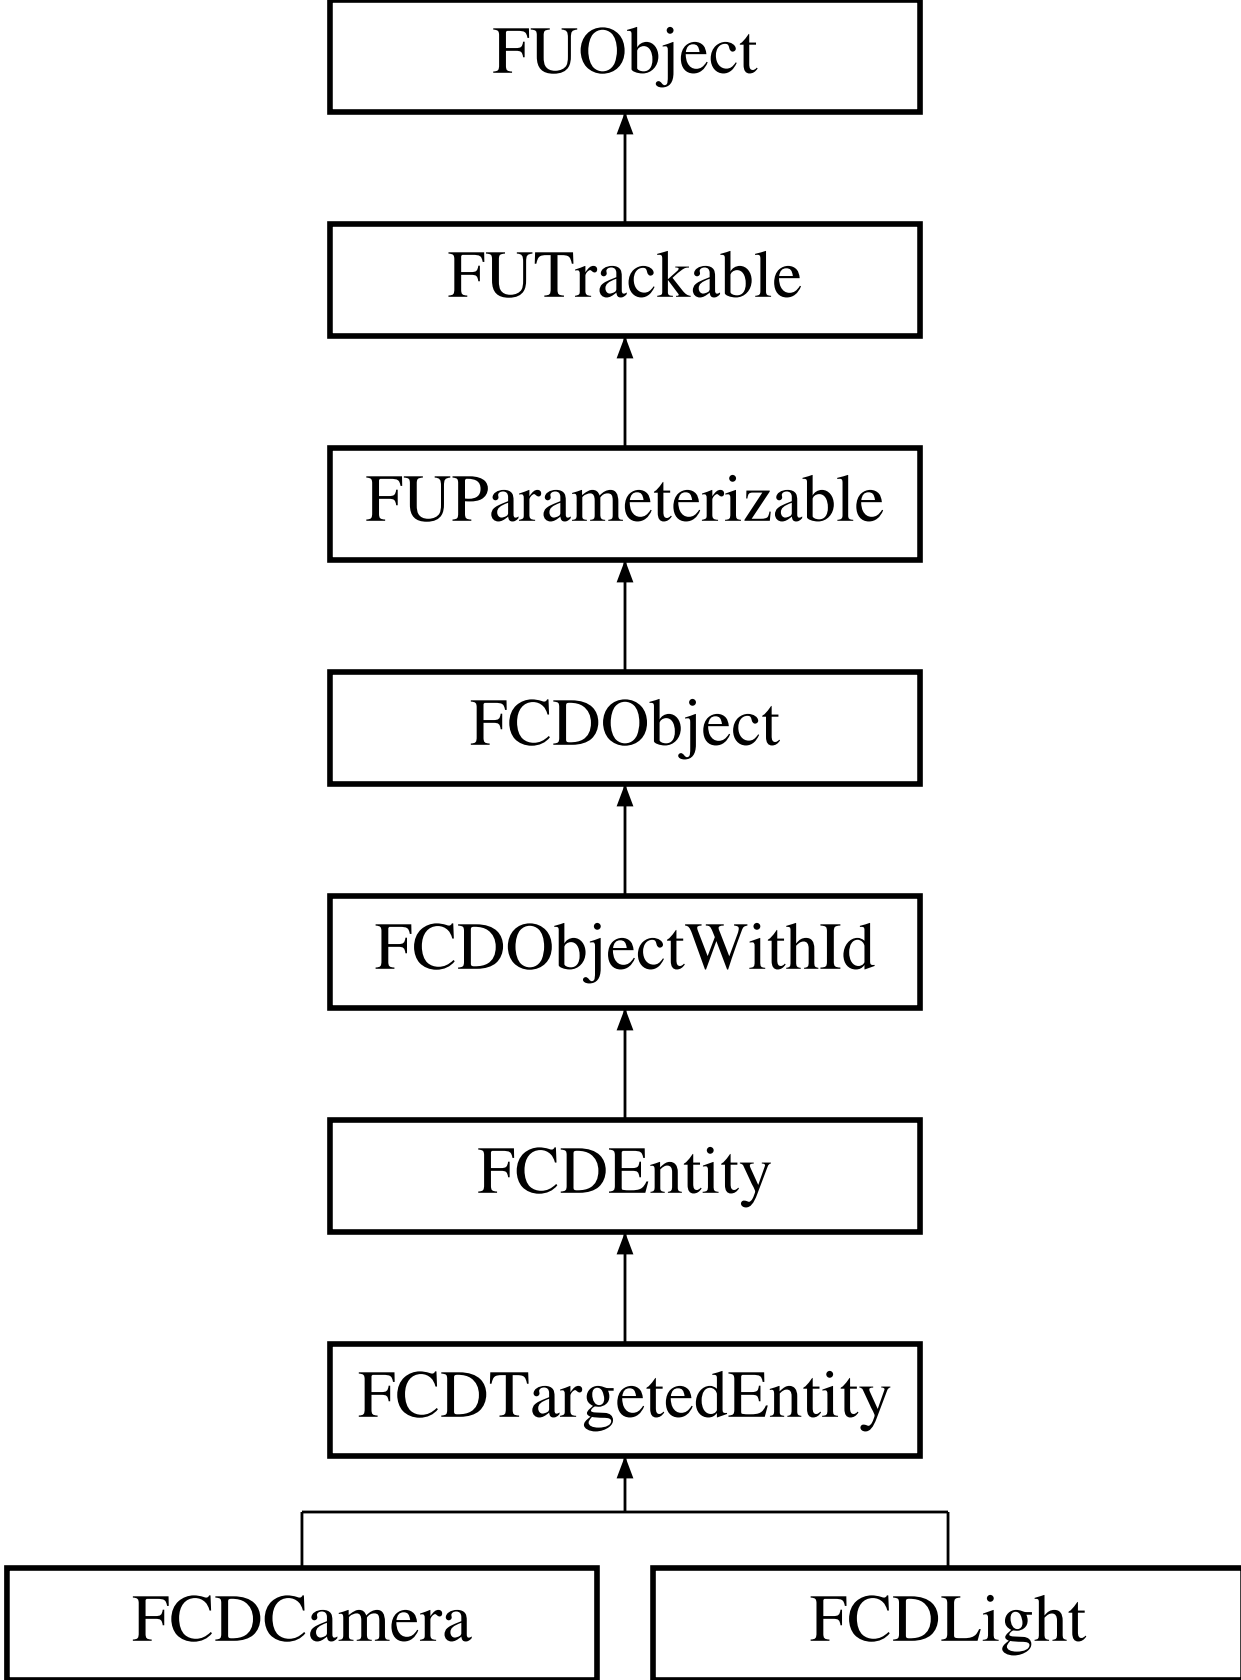 FUObject
FUTrackable
FUParameterizable
FCDObject
FCDObjectWithId
FCDEntity
FCDTargetedEntity
FCDCamera
FCDLight